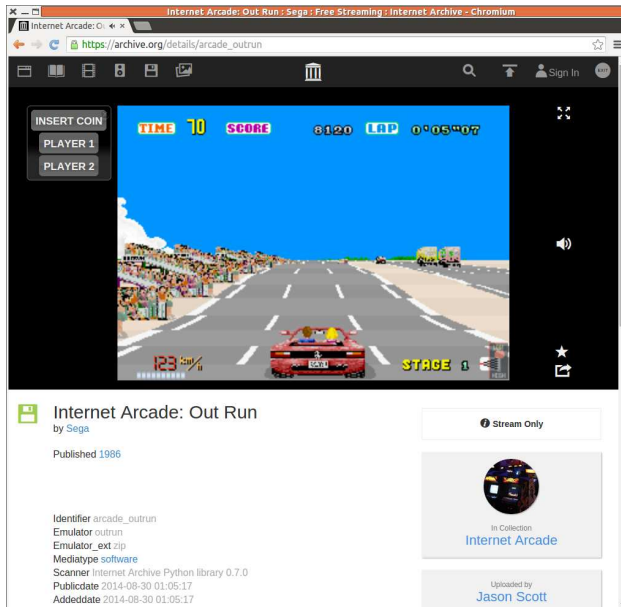 Internet Arcade: Out Run : Sega : Free Streaming : Internet Archive - Chromium
Internet Arcade: Ou
https://archive.org/details/arcade_outrun
Sign In
EXIT
INSERT COIN
PLAYER 1
PLAYER 2
TIME 70 SCORE 8120 LAP 0'05"07
123 km/h
STAGE 1
Internet Arcade: Out Run
by Sega
Published 1986
Identifier arcade_outrun
Emulator outrun
Emulator_ext zip
Mediatype software
Scanner Internet Archive Python library 0.7.0
Publicdate 2014-08-30 01:05:17
Addeddate 2014-08-30 01:05:17
Stream Only
In Collection
Internet Arcade
Uploaded by
Jason Scott